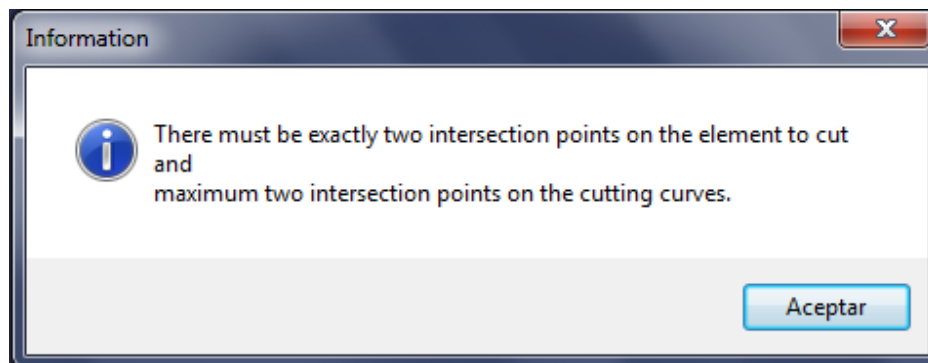 Information
There must be exactly two intersection points on the element to cut
and
maximum two intersection points on the cutting curves.
Aceptar